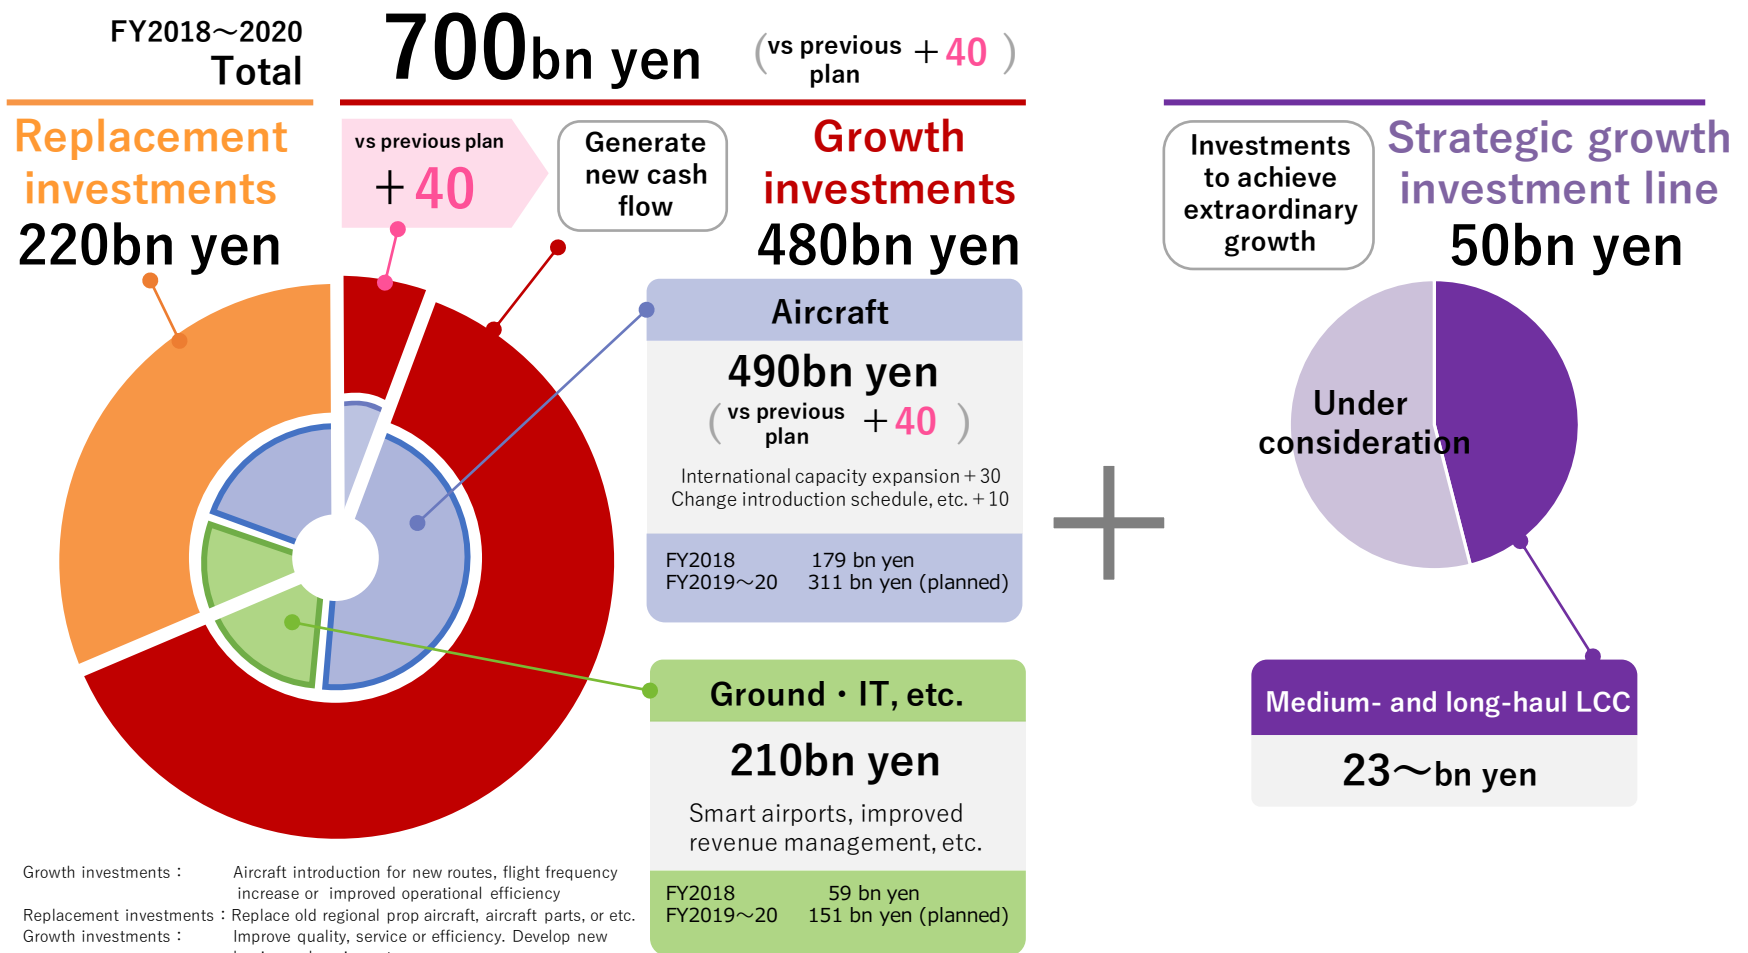 FY2018～2020
Total
700bn yen
(vs previous plan ＋40)
Replacement
investments
220bn yen
vs previous plan
＋40
Generate
new cash
flow
Growth
investments
480bn yen
Investments
to achieve
extraordinary
growth
Strategic growth
investment line
50bn yen
Aircraft
490bn yen
(vs previous plan ＋40)
International capacity expansion＋30
Change introduction schedule, etc.＋10
FY2018 179 bn yen
FY2019～20 311 bn yen (planned)
Under
consideration
＋
Ground・IT, etc.
210bn yen
Smart airports, improved
revenue management, etc.
FY2018 59 bn yen
FY2019～20 151 bn yen (planned)
Medium- and long-haul LCC
23～bn yen
Growth investments： Aircraft introduction for new routes, flight frequency
increase or improved operational efficiency
Replacement investments：Replace old regional prop aircraft, aircraft parts, or etc.
Growth investments： Improve quality, service or efficiency. Develop new